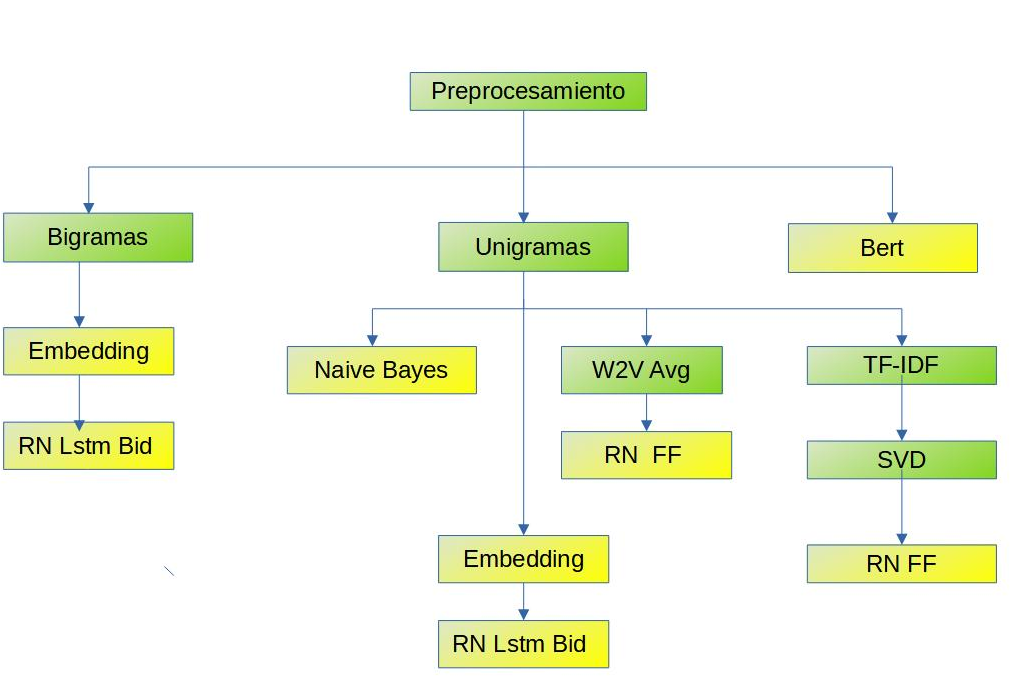 Preprocesamiento
Bigramas
Unigramas
Bert
Embedding
Naive Bayes
W2V Avg
TF-IDF
RN Lstm Bid
RN  FF
SVD
Embedding
RN FF
RN Lstm Bid